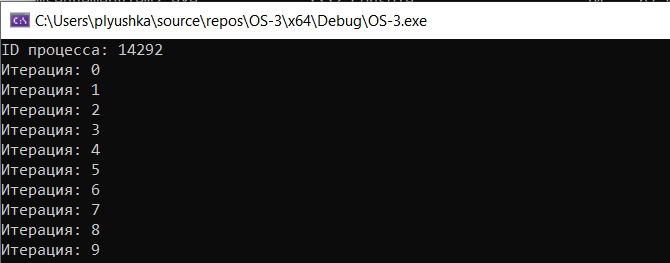 C:\Users\plyushka\source\repos\OS-3\x64\Debug\OS-3.exe
ID процесса: 14292
Итерация: 0
Итерация: 1
Итерация: 2
Итерация: 3
Итерация: 4
Итерация: 5
Итерация: 6
Итерация: 7
Итерация: 8
Итерация: 9